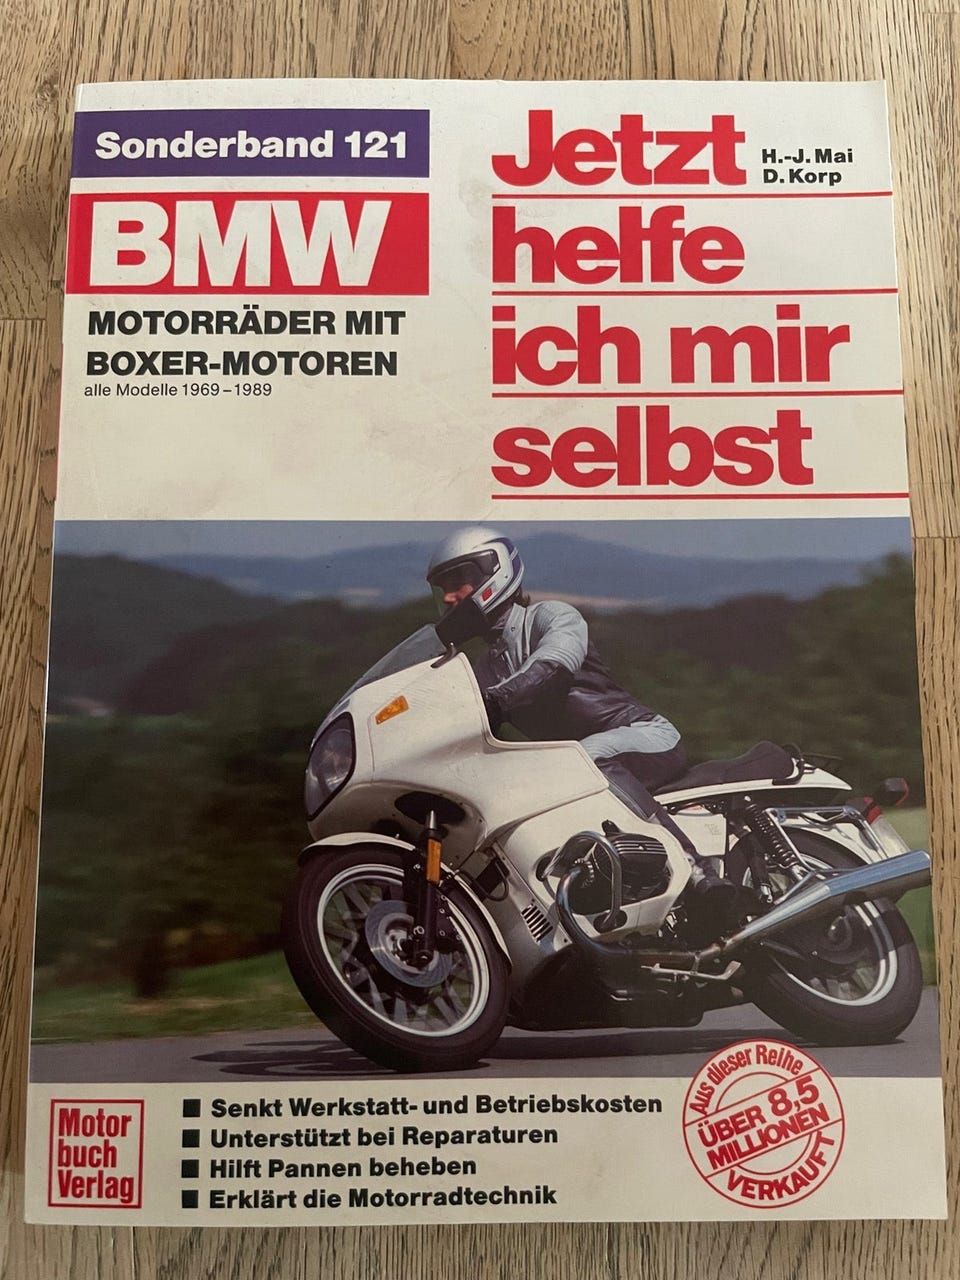 Sonderband 121
BMW
MOTORRÄDER MIT
BOXER-MOTOREN
alle Modelle 1969–1989
Jetzt
helfe
ich mir
selbst
H.-J. Mai
D. Korp
Motor
buch
Verlag
■ Senkt Werkstatt- und Betriebskosten
■ Unterstützt bei Reparaturen
■ Hilft Pannen beheben
■ Erklärt die Motorradtechnik
Aus dieser Reihe
ÜBER 8,5
MILLIONEN
VERKAUFT